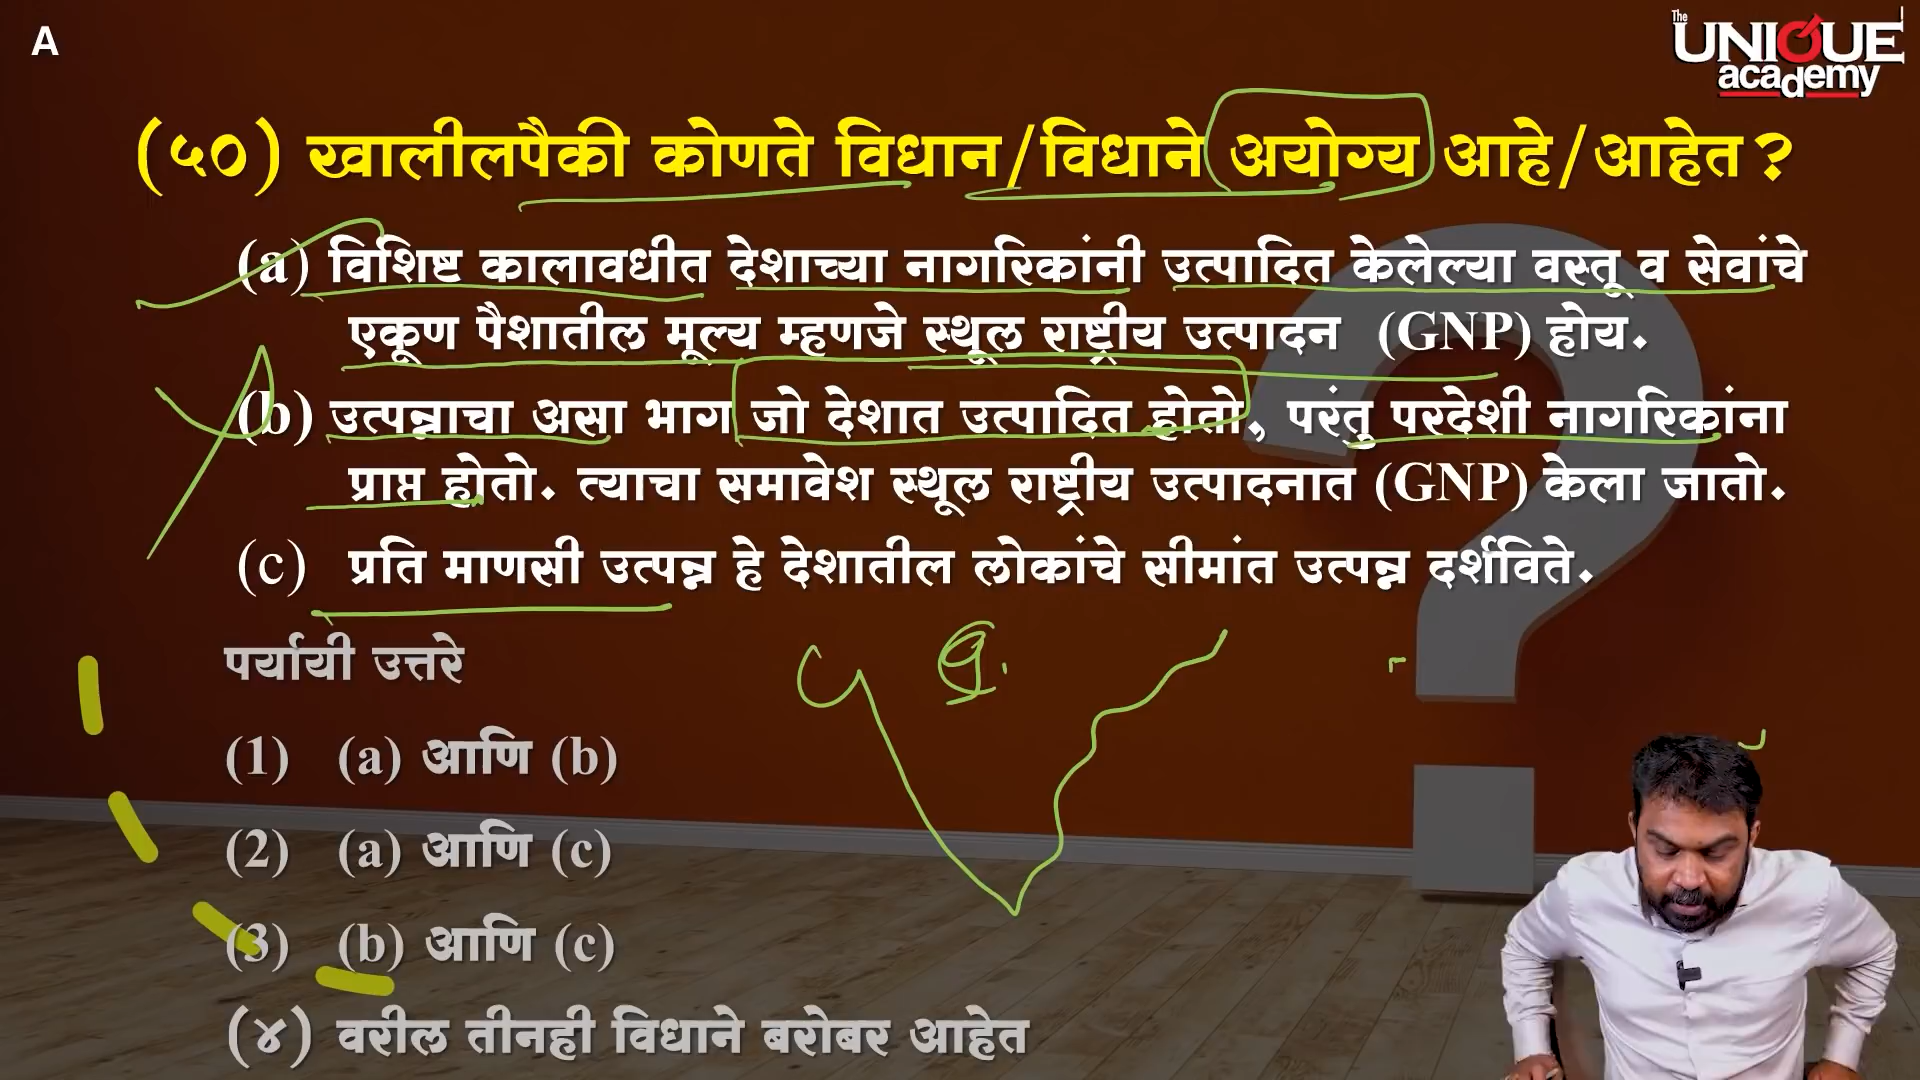 A
The
UNIQUE
academy
(५०) खालीलपैकी कोणते विधान/विधाने अयोग्य आहे/आहेत?
(a) विशिष्ट कालावधीत देशाच्या नागरिकांनी उत्पादित केलेल्या वस्तू व सेवांचे
एकूण पैशातील मूल्य म्हणजे स्थूल राष्ट्रीय उत्पादन (GNP) होय.
(b) उत्पन्नाचा असा भाग जो देशात उत्पादित होतो, परंतु परदेशी नागरिकांना
प्राप्त होतो. त्याचा समावेश स्थूल राष्ट्रीय उत्पादनात (GNP) केला जातो.
(c) प्रति माणसी उत्पन्न हे देशातील लोकांचे सीमांत उत्पन्न दर्शविते.
पर्यायी उत्तरे
(1) (a) आणि (b)
(2) (a) आणि (c)
(3) (b) आणि (c)
(४) वरील तीनही विधाने बरोबर आहेत